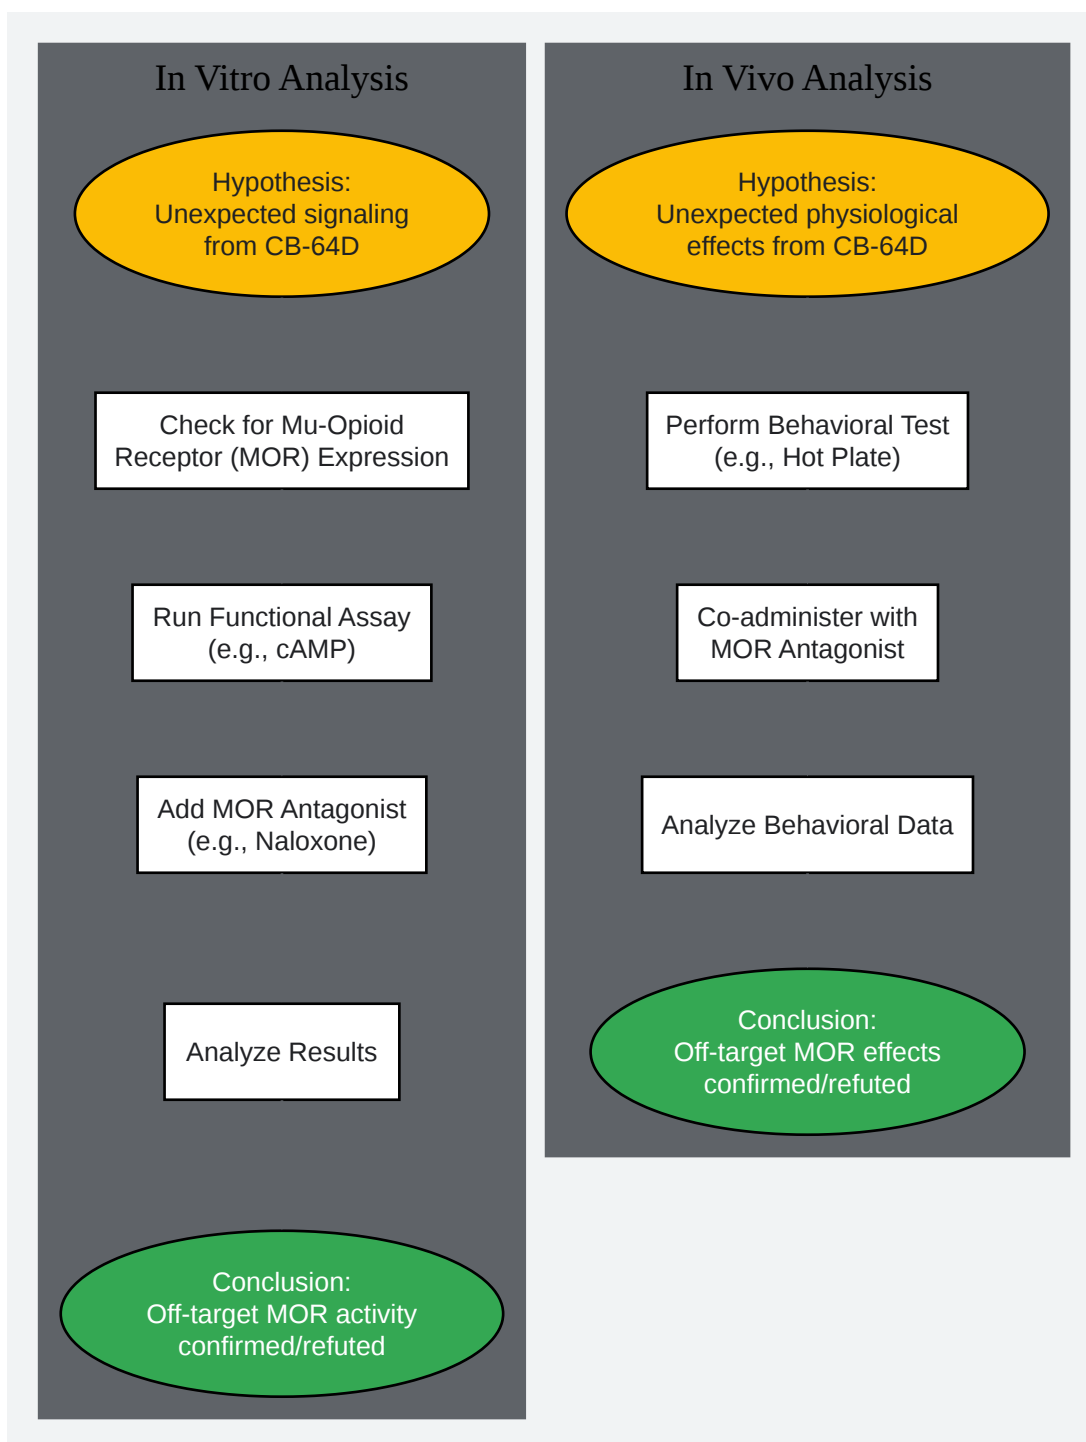 In Vitro Analysis
Hypothesis:
Unexpected signaling
from CB-64D
Check for Mu-Opioid
Receptor (MOR) Expression
Run Functional Assay
(e.g., cAMP)
Add MOR Antagonist
(e.g., Naloxone)
Analyze Results
Conclusion:
Off-target MOR activity
confirmed/refuted
In Vivo Analysis
Hypothesis:
Unexpected physiological
effects from CB-64D
Perform Behavioral Test
(e.g., Hot Plate)
Co-administer with
MOR Antagonist
Analyze Behavioral Data
Conclusion:
Off-target MOR effects
confirmed/refuted